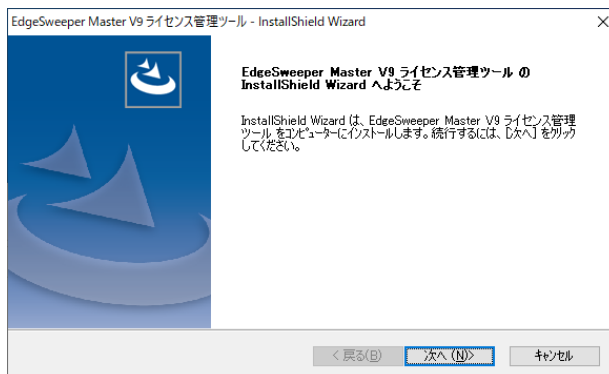 EdgeSweeper Master V9 ライセンス管理ツール - InstallShield Wizard
EdgeSweeper Master V9 ライセンス管理ツール の
InstallShield Wizard へようこそ
InstallShield Wizard は、EdgeSweeper Master V9 ライセンス管理
ツール をコンピューターにインストールします。続行するには、[次へ] をクリック
してください。
< 戻る(B)
次へ (N)>
キャンセル